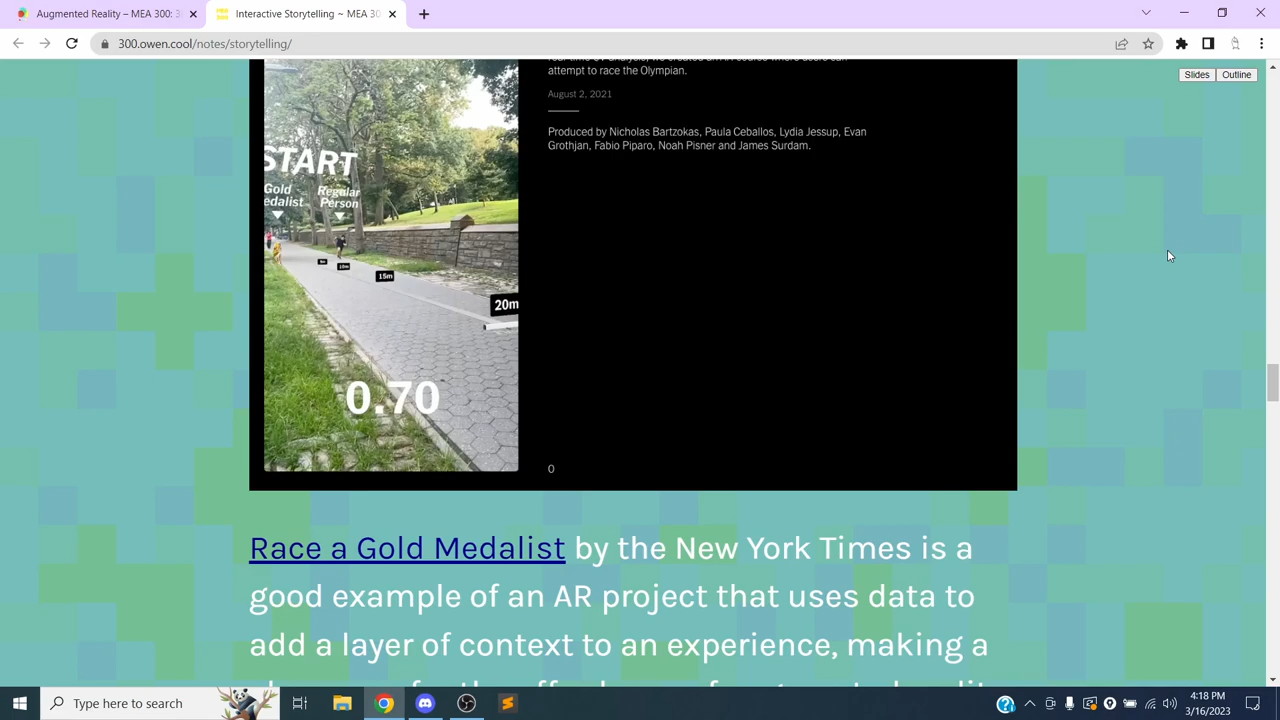 Augmented Reality ~ MEA 300: 
Interactive Storytelling ~ MEA 30
300.owen.cool/notes/storytelling/
Slides
Outline
attempt to race the Olympian.
August 2, 2021
Produced by Nicholas Bartzokas, Paula Ceballos, Lydia Jessup, Evan
Grothjan, Fabio Piparo, Noah Pisner and James Surdam.
START
Gold
edalist
Regular
Person
5m
10m
15m
20m
0.70
0
Race a Gold Medalist by the New York Times is a
good example of an AR project that uses data to
add a layer of context to an experience, making a
Type here to search
4:18 PM
3/16/2023